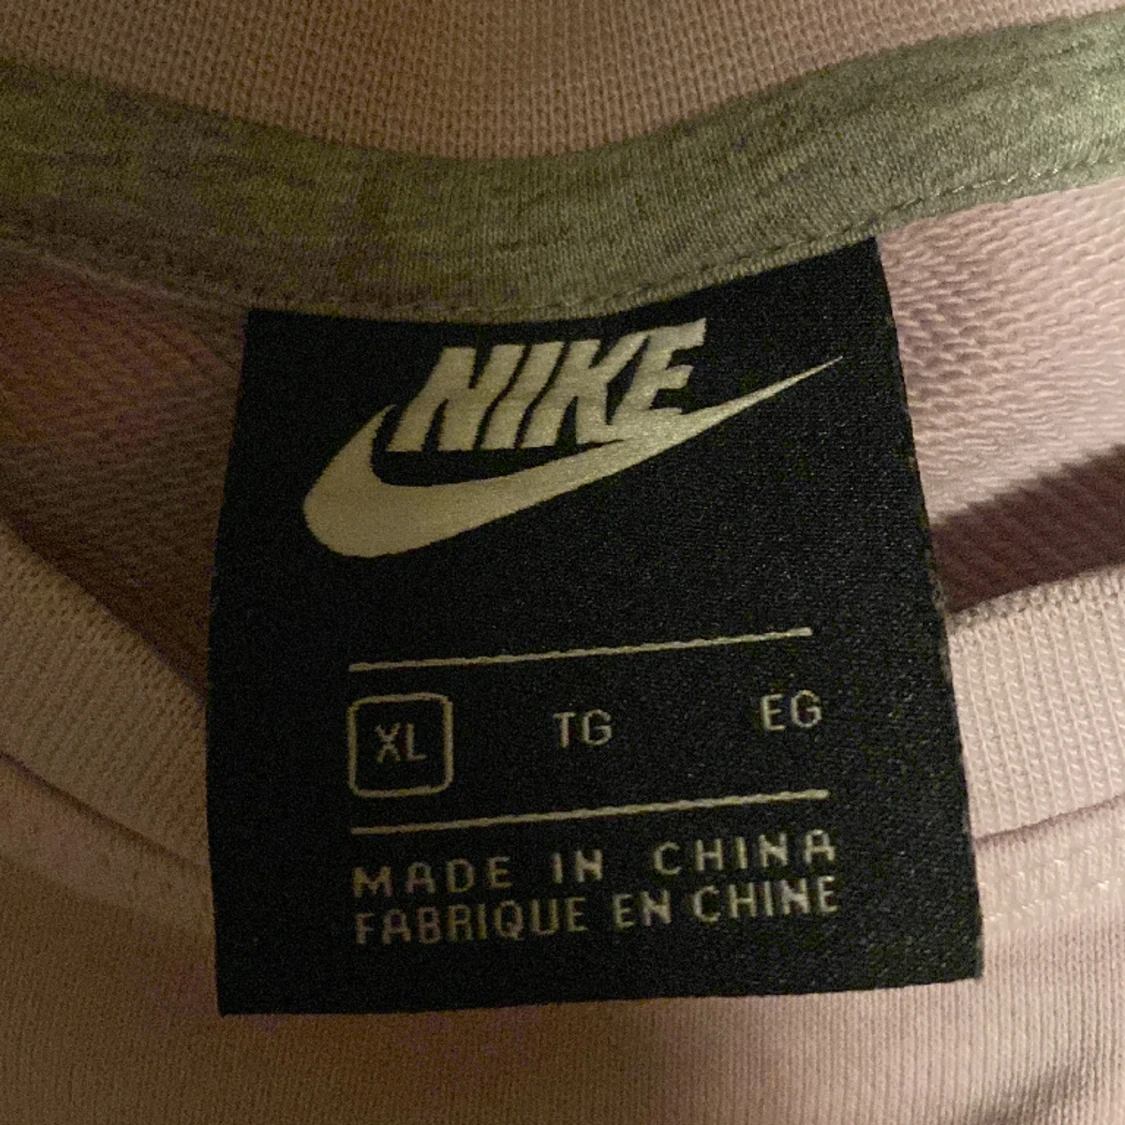 NIKE
XL TG EG
MADE IN CHINA
FABRIQUE EN CHINE